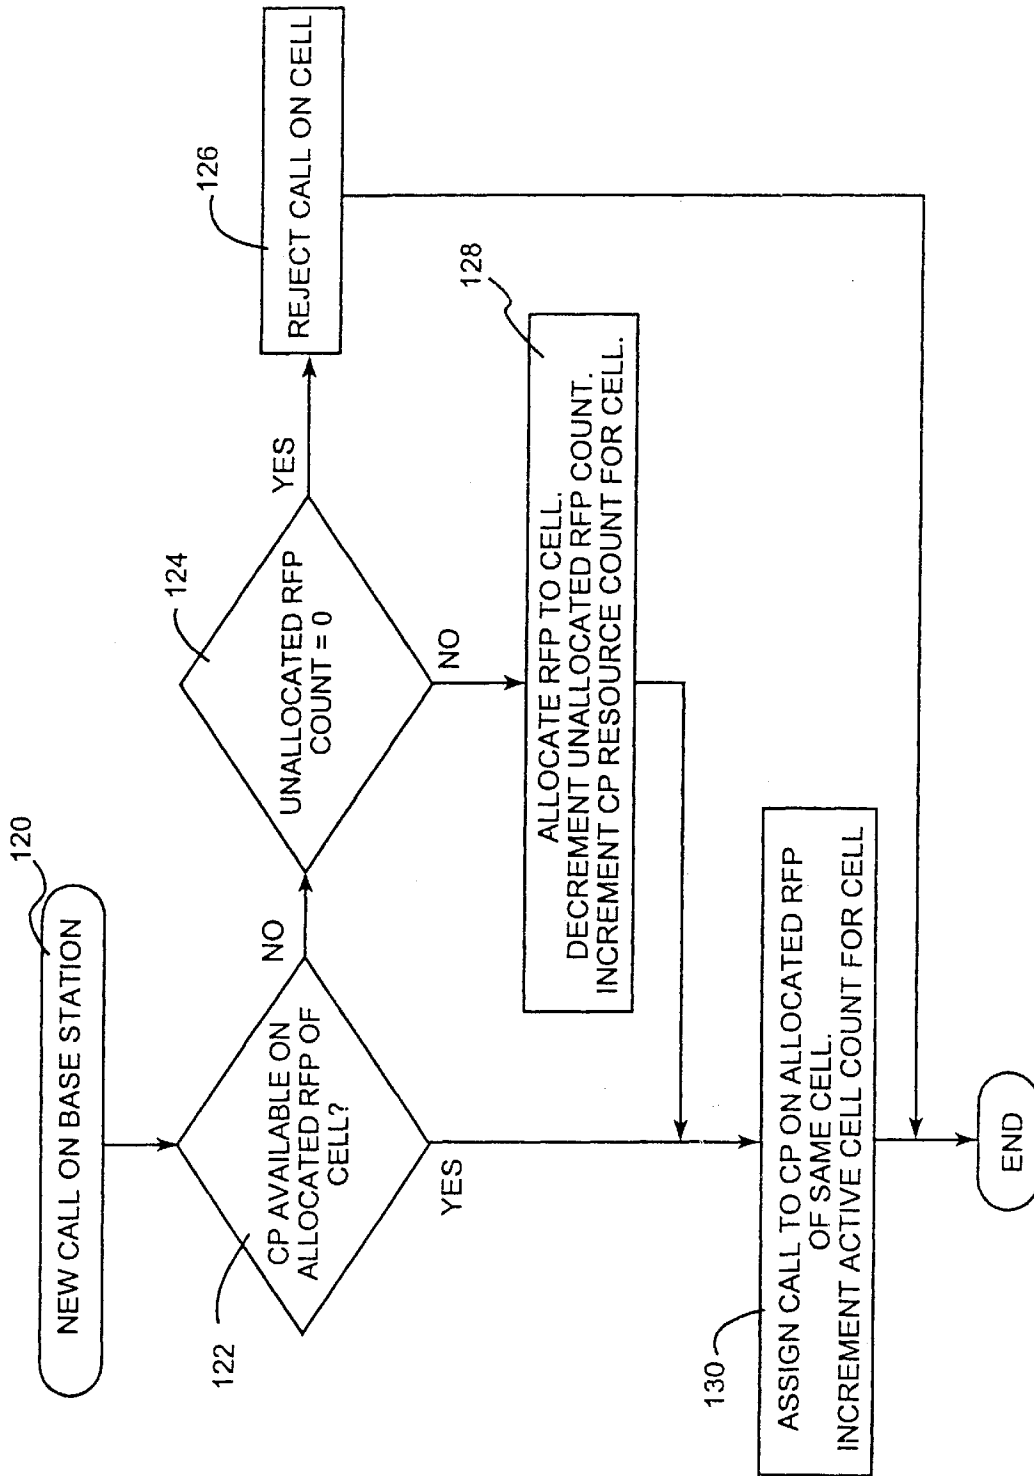 NEW CALL ON BASE STATION
120
CP AVAILABLE ON
ALLOCATED RFP OF
CELL?
122
NO
YES
UNALLOCATED RFP
COUNT = 0
124
YES
NO
REJECT CALL ON CELL
126
ALLOCATE RFP TO CELL.
DECREMENT UNALLOCATED RFP COUNT.
INCREMENT CP RESOURCE COUNT FOR CELL.
128
ASSIGN CALL TO CP ON ALLOCATED RFP
OF SAME CELL.
INCREMENT ACTIVE CELL COUNT FOR CELL
130
END